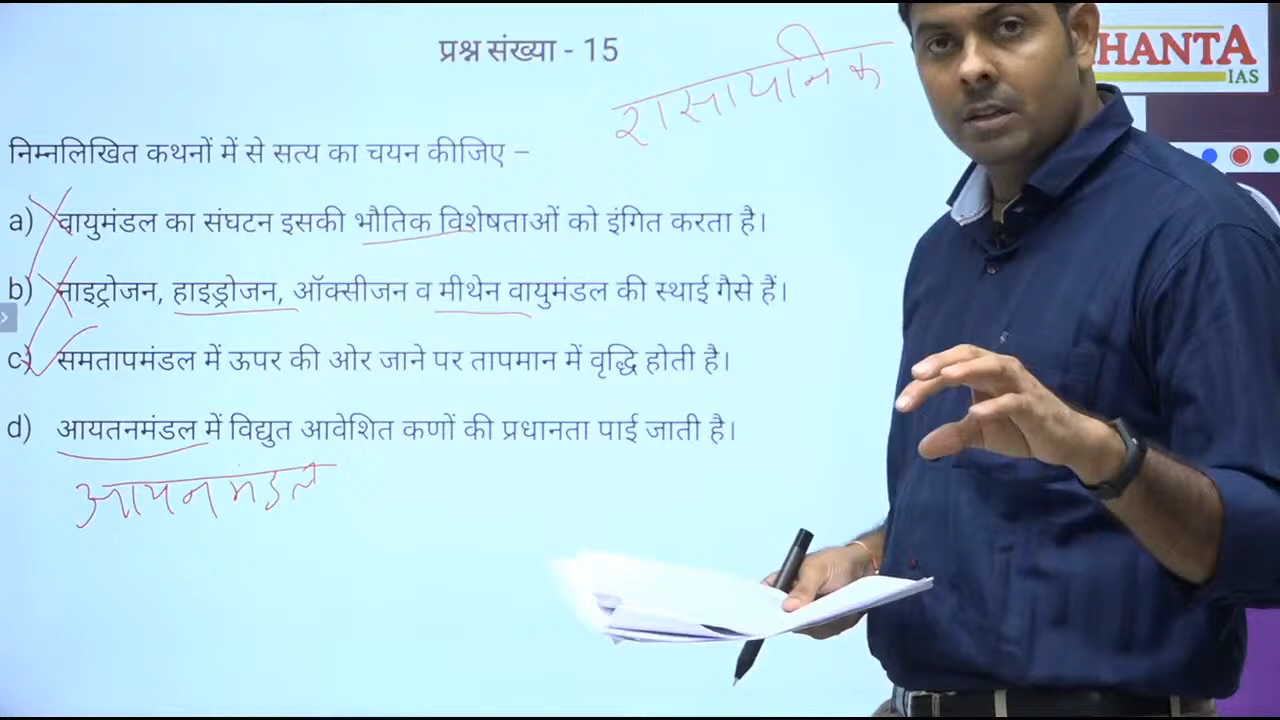 प्रश्न संख्या - 15
रासायनिक
HANTA
IAS
निम्नलिखित कथनों में से सत्य का चयन कीजिए –
a) वायुमंडल का संघटन इसकी भौतिक विशेषताओं को इंगित करता है।
b) नाइट्रोजन, हाइड्रोजन, ऑक्सीजन व मीथेन वायुमंडल की स्थाई गैसे हैं।
c) समतापमंडल में ऊपर की ओर जाने पर तापमान में वृद्धि होती है।
d) आयतनमंडल में विद्युत आवेशित कणों की प्रधानता पाई जाती है।
आयनमंडल